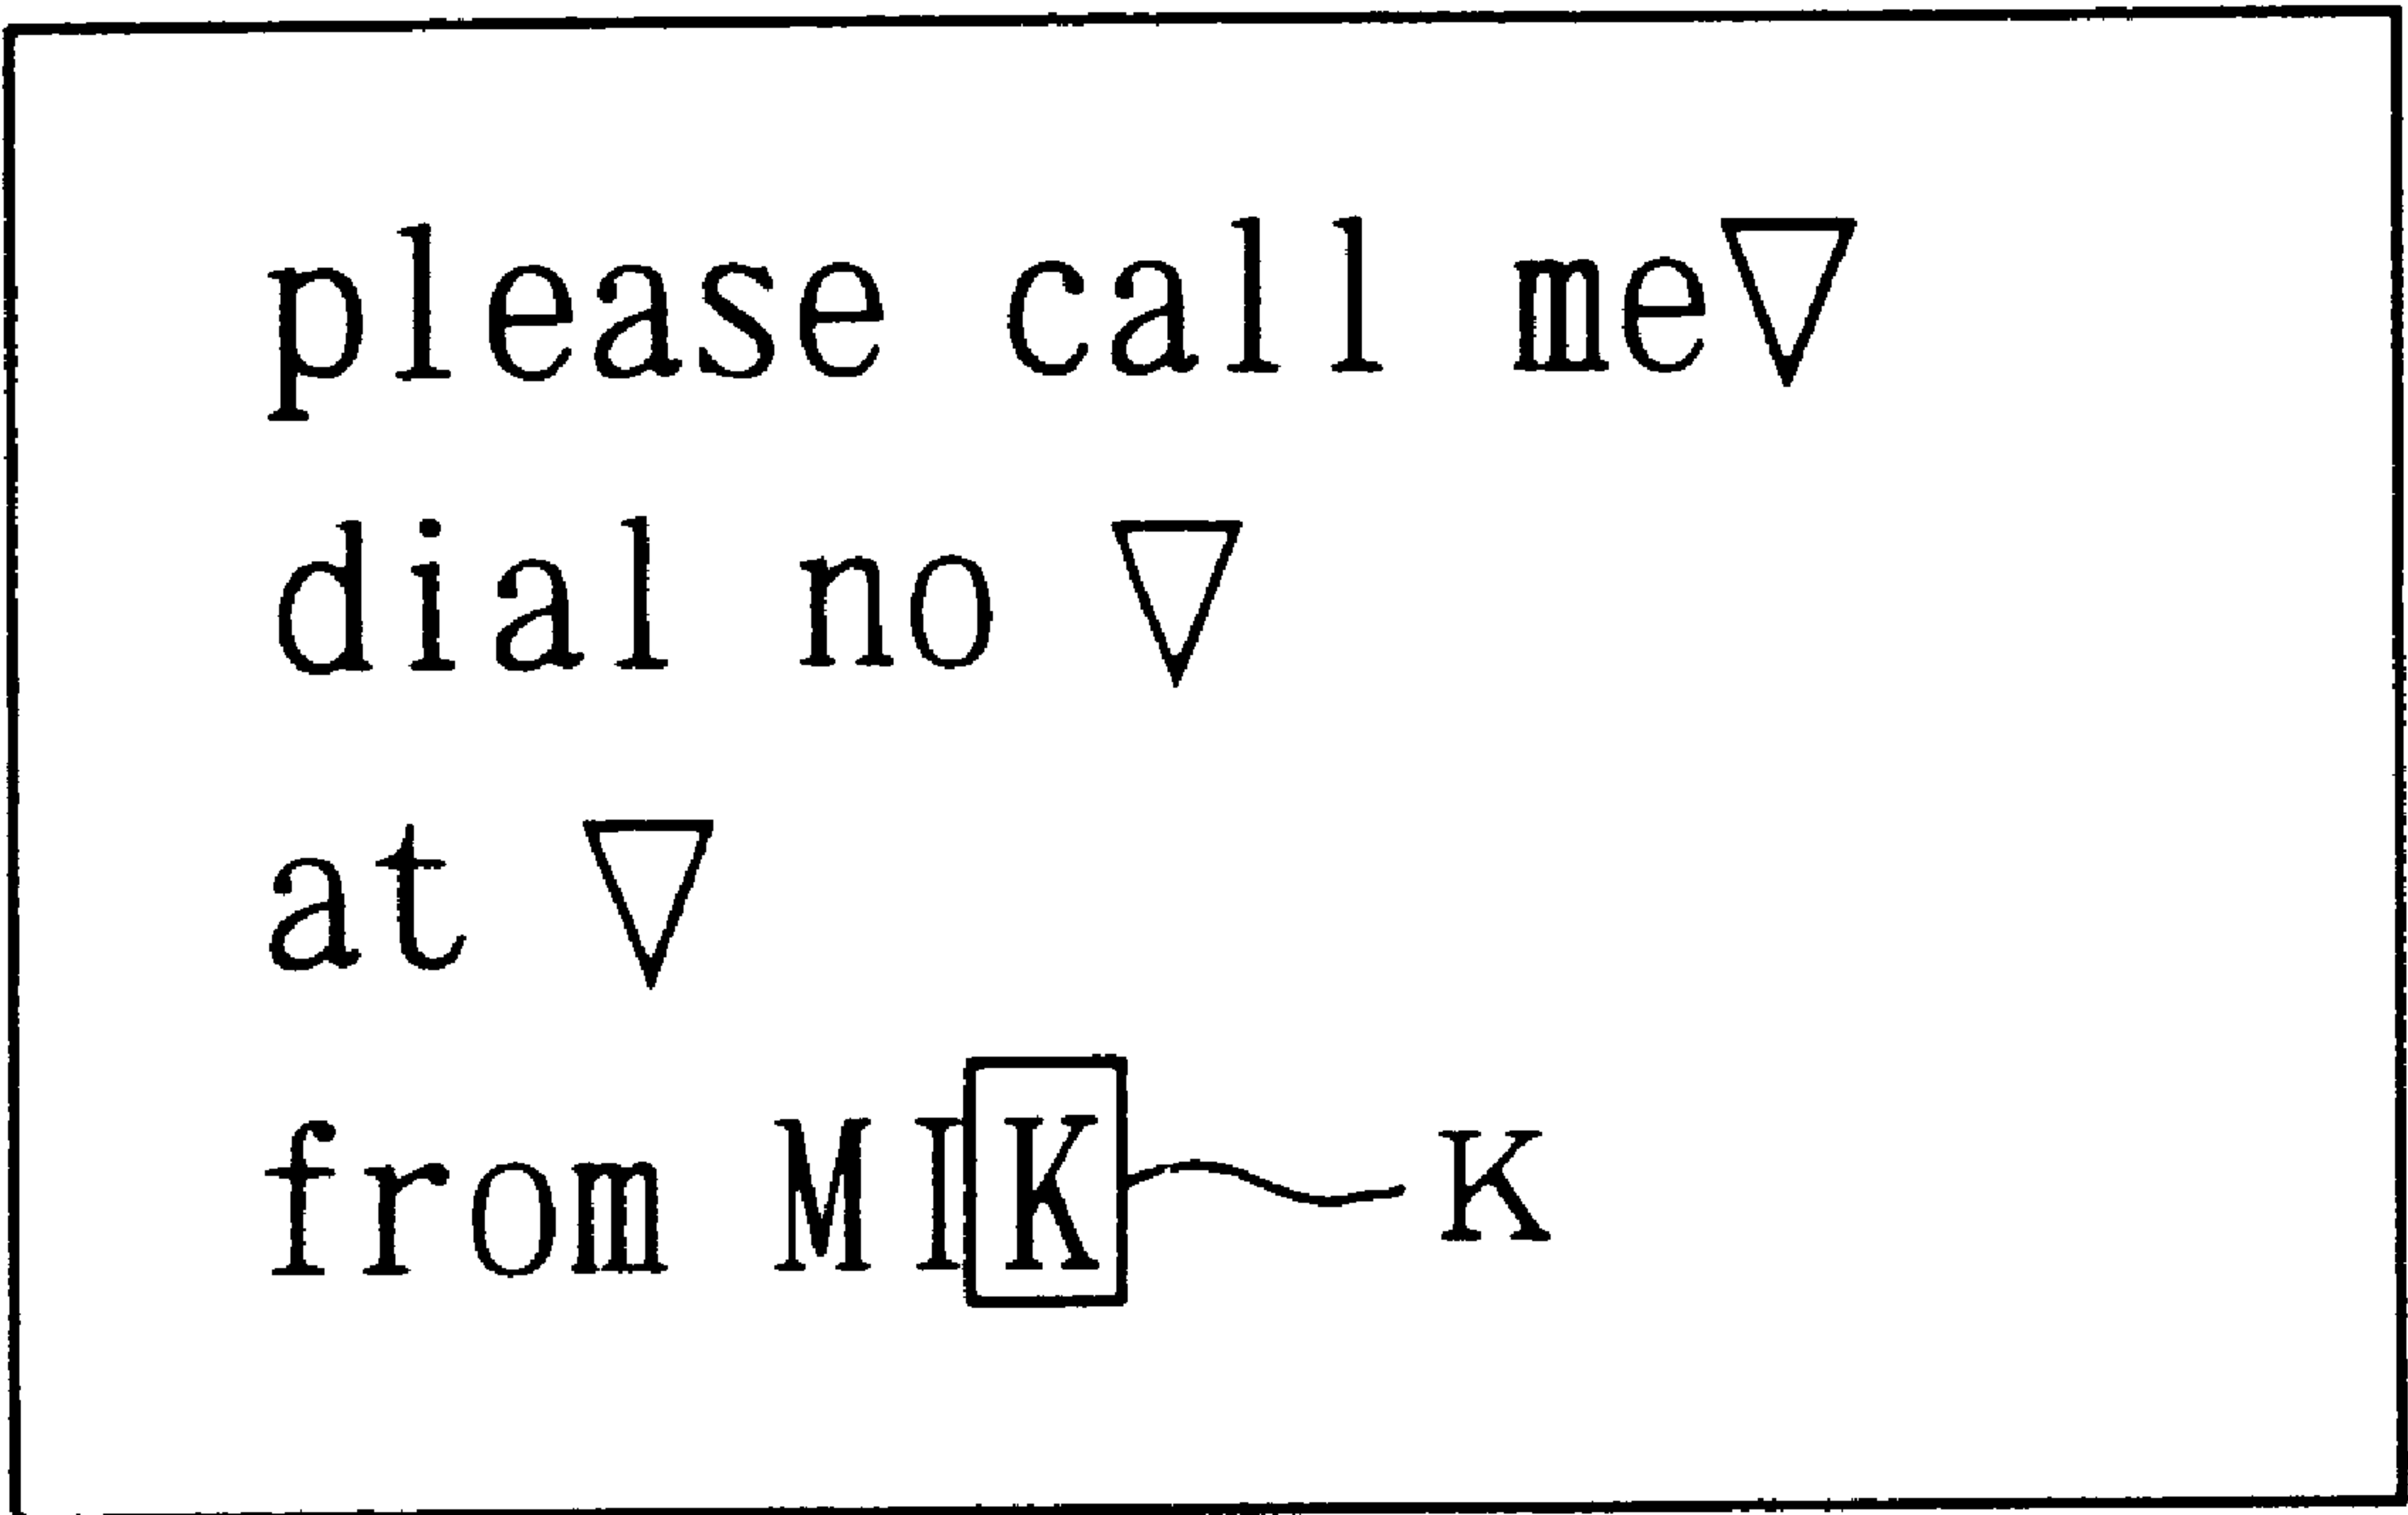 please call me▽
dial no ▽
at ▽
from MIK K